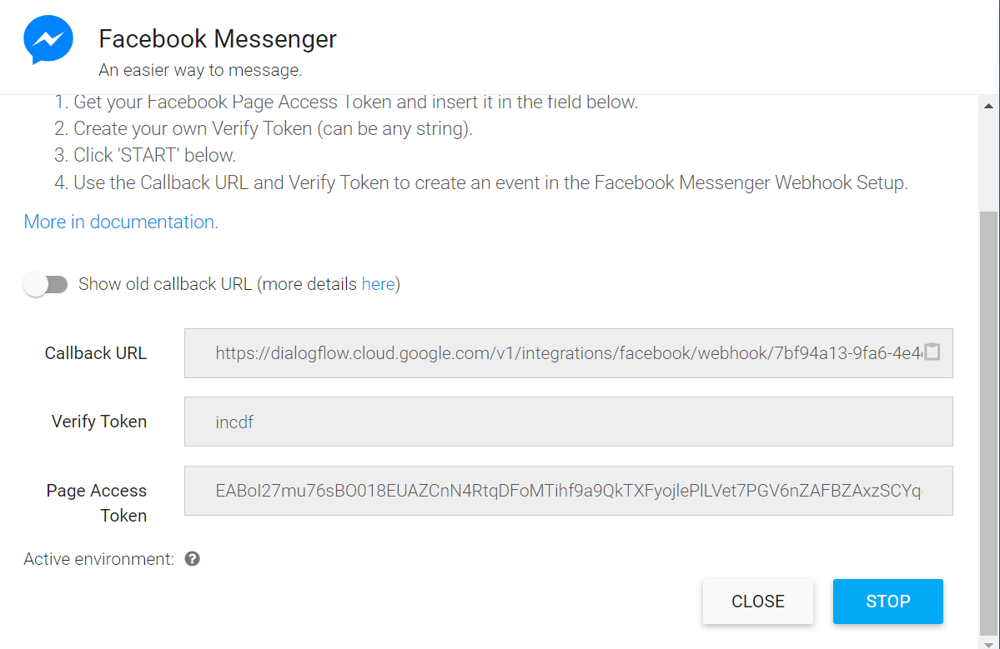 Facebook Messenger
An easier way to message.
1. Get your Facebook Page Access Token and insert it in the field below.
2. Create your own Verify Token (can be any string).
3. Click 'START' below.
4. Use the Callback URL and Verify Token to create an event in the Facebook Messenger Webhook Setup.
More in documentation.
Show old callback URL (more details here)
Callback URL
https://dialogflow.cloud.google.com/v1/integrations/facebook/webhook/7bf94a13-9fa6-4e4
Verify Token
incdf
Page Access
Token
EABoI27mu76sBO018EUAZCnN4RtqDFoMTihf9a9QkTXFyojlePlLVet7PGV6nZAFBZAxzSCYq
Active environment:
CLOSE
STOP